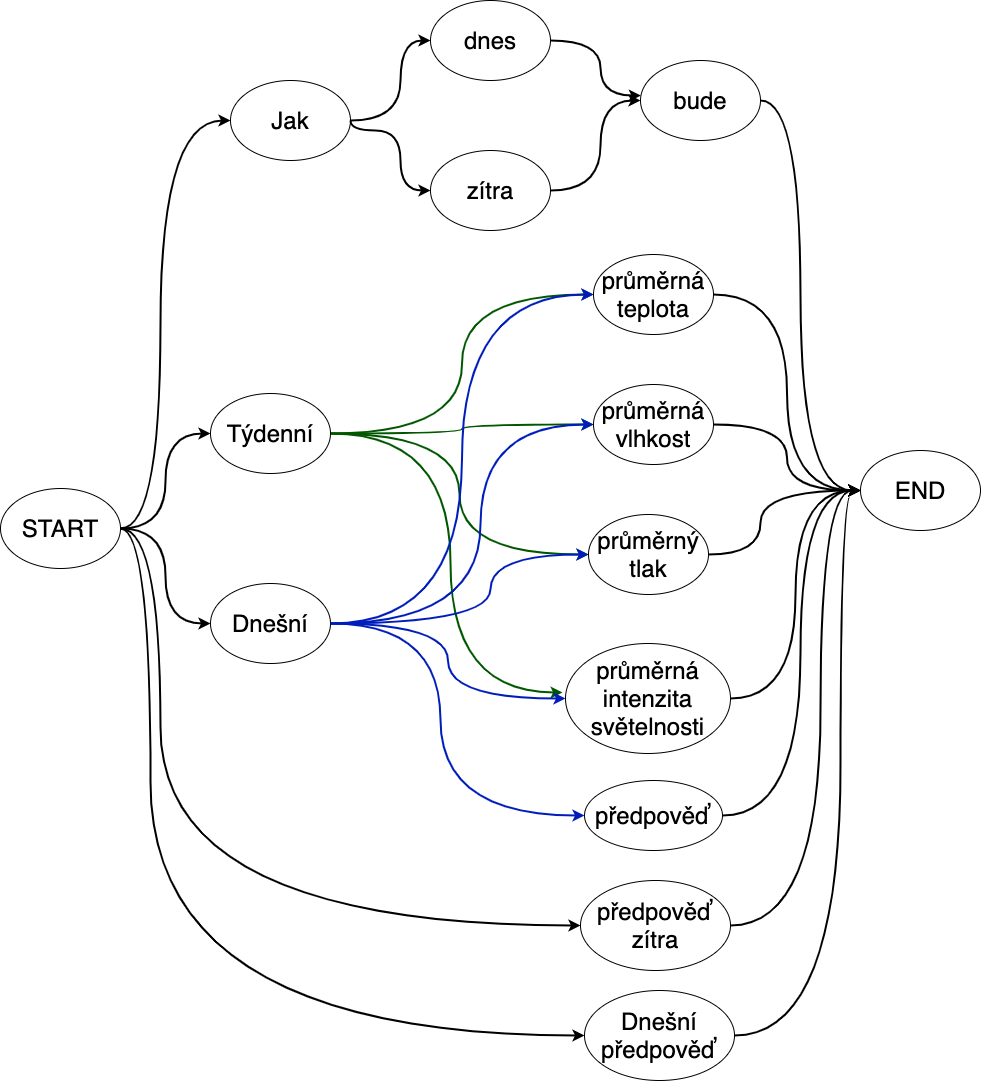 dnes
Jak
bude
zítra
průměrná
teplota
Týdenní
průměrná
vlhkost
START
END
průměrný
tlak
Dnešní
průměrná
intenzita
světelnosti
předpověď
předpověď
zítra
Dnešní
předpověď